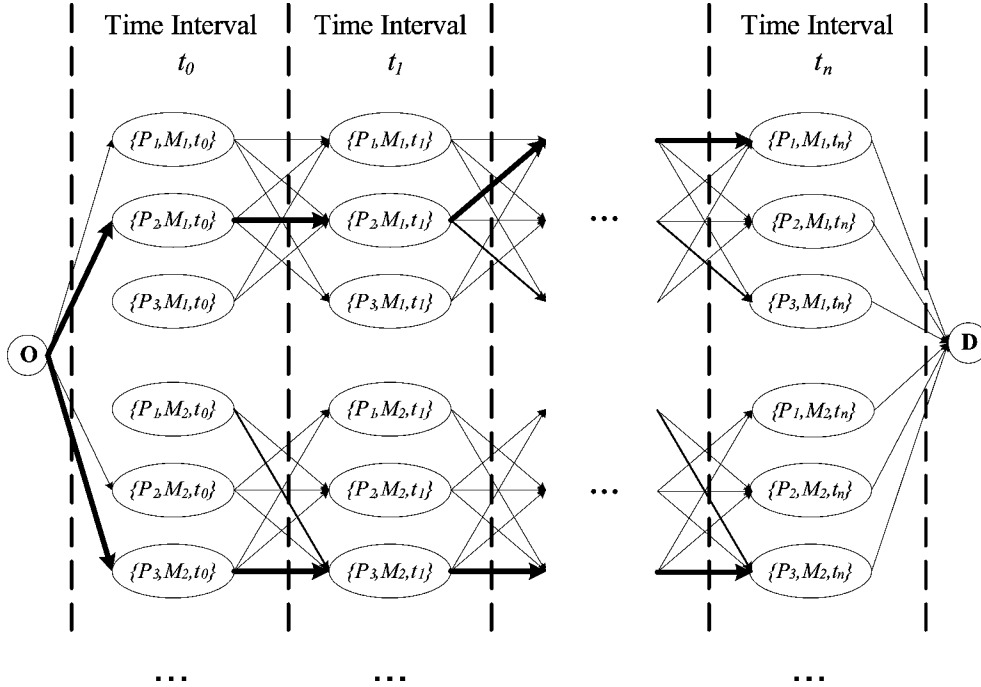 Time Interval Time Interval Time Interval
t0 t1 tn
{P1,M1,t0} {P1,M1,t1} {P1,M1,tn}
{P2,M1,t0} {P2,M1,t1} ... {P2,M1,tn}
{P3,M1,t0} {P3,M1,t1} {P3,M1,tn}
O D
{P1,M2,t0} {P1,M2,t1} {P1,M2,tn}
{P2,M2,t0} {P2,M2,t1} ... {P2,M2,tn}
{P3,M2,t0} {P3,M2,t1} {P3,M2,tn}
... ... ...